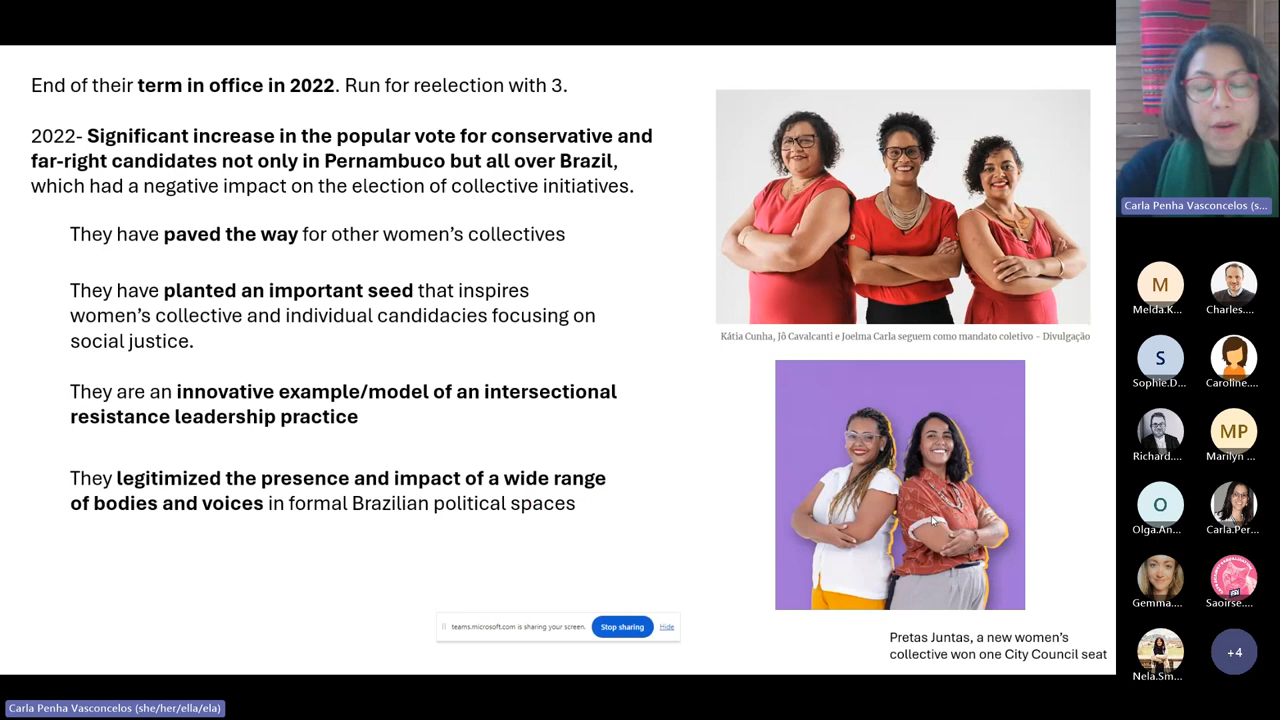 End of their term in office in 2022. Run for reelection with 3.
2022- Significant increase in the popular vote for conservative and
far-right candidates not only in Pernambuco but all over Brazil,
which had a negative impact on the election of collective initiatives.
They have paved the way for other women’s collectives
They have planted an important seed that inspires
women’s collective and individual candidacies focusing on
social justice.
They are an innovative example/model of an intersectional
resistance leadership practice
They legitimized the presence and impact of a wide range
of bodies and voices in formal Brazilian political spaces
Kátia Cunha, Jô Cavalcanti e Joelma Carla seguem como mandato coletivo - Divulgação
Pretas Juntas, a new women’s
collective won one City Council seat
teams.microsoft.com is sharing your screen. Stop sharing Hide
Carla Penha Vasconcelos (s...
M
Melda.K...
Charles....
S
Sophie.D...
Caroline....
Richard....
MP
Marilyn ...
O
Olga.An...
Carla.Per...
Gemma....
Saoirse....
Nela.Sm...
+4
Carla Penha Vasconcelos (she/her/ella/ela)